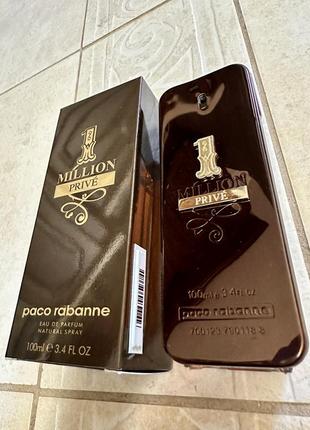 1
MILLION
PRIVÉ
paco rabanne
EAU DE PARFUM
NATURAL SPRAY
100ml e 3.4 FL OZ
1
MILLION
PRIVÉ
100ml e 3.4 fl oz
paco rabanne